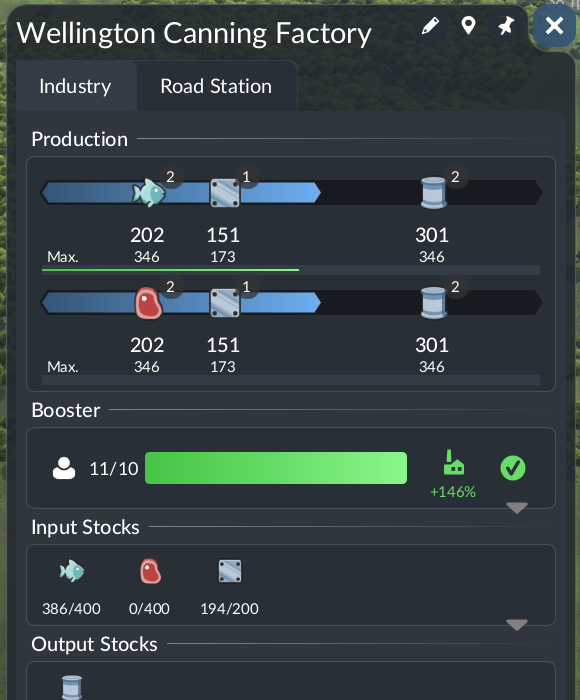 Wellington Canning Factory
Industry Road Station
Production
2 1 2
202 151 301
Max. 346 173 346
2 1 2
202 151 301
Max. 346 173 346
Booster
11/10
+146%
Input Stocks
386/400 0/400 194/200
Output Stocks